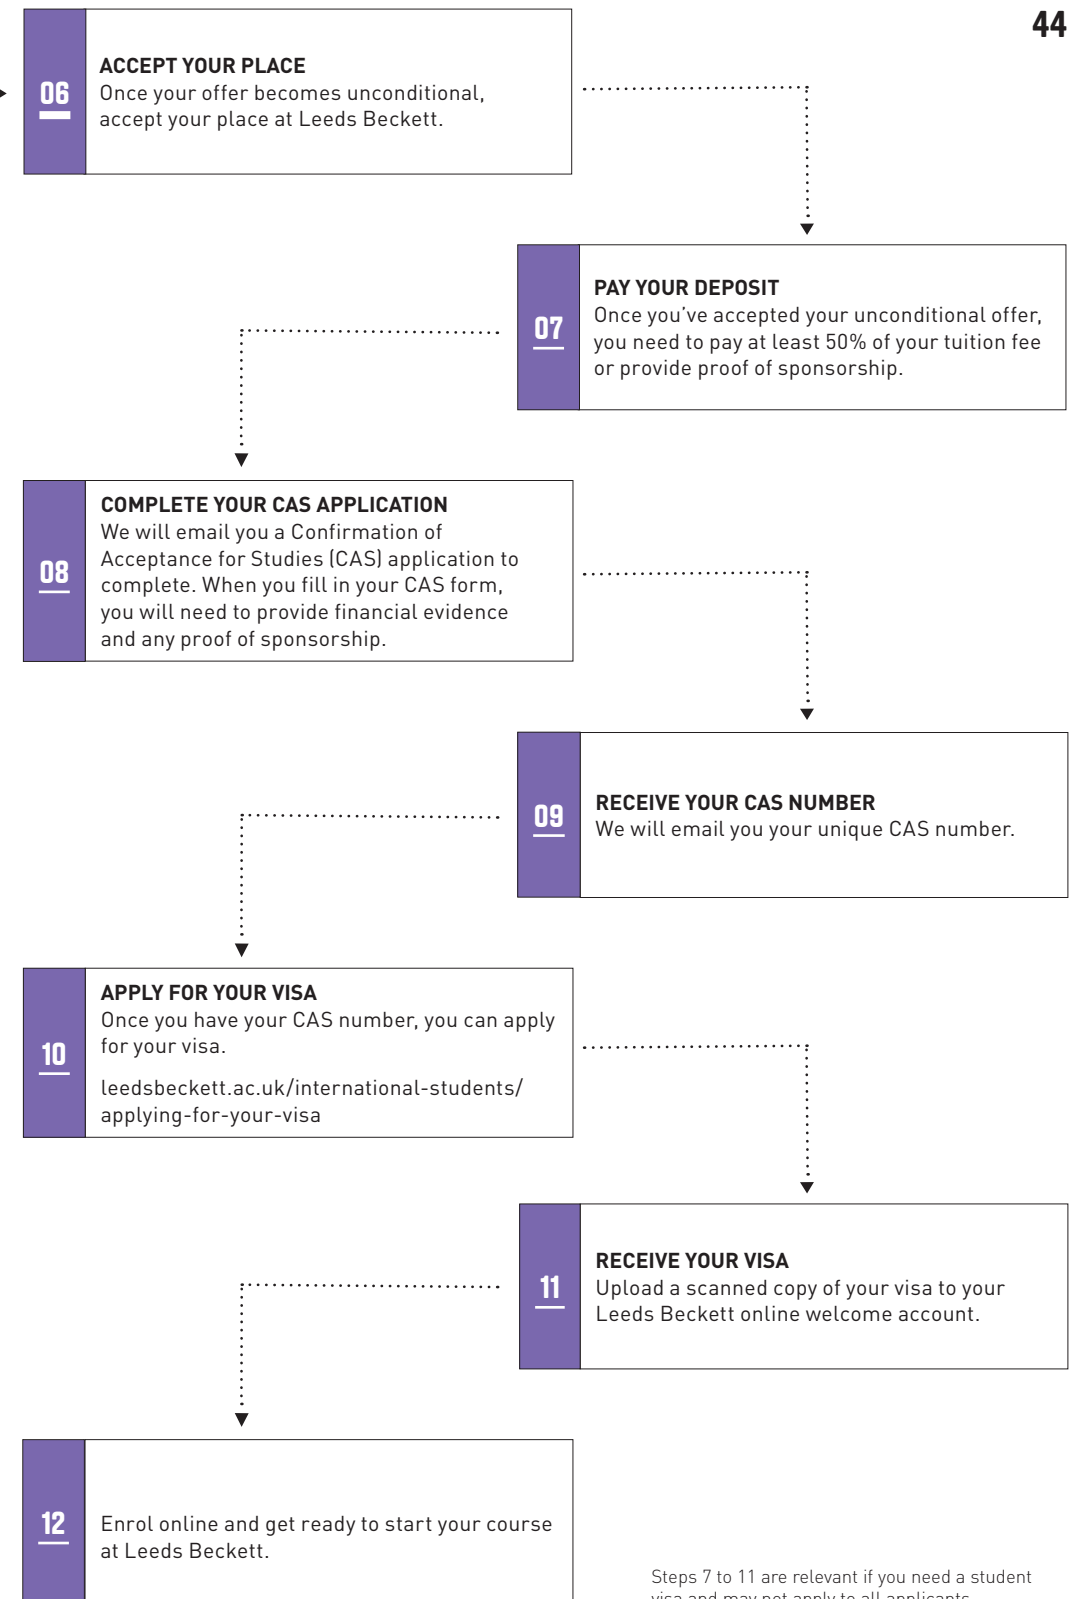 44
06
ACCEPT YOUR PLACE
Once your offer becomes unconditional,
accept your place at Leeds Beckett.
07
PAY YOUR DEPOSIT
Once you've accepted your unconditional offer,
you need to pay at least 50% of your tuition fee
or provide proof of sponsorship.
08
COMPLETE YOUR CAS APPLICATION
We will email you a Confirmation of
Acceptance for Studies (CAS) application to
complete. When you fill in your CAS form,
you will need to provide financial evidence
and any proof of sponsorship.
09
RECEIVE YOUR CAS NUMBER
We will email you your unique CAS number.
10
APPLY FOR YOUR VISA
Once you have your CAS number, you can apply
for your visa.
leedsbeckett.ac.uk/international-students/
applying-for-your-visa
11
RECEIVE YOUR VISA
Upload a scanned copy of your visa to your
Leeds Beckett online welcome account.
12
Enrol online and get ready to start your course
at Leeds Beckett.
Steps 7 to 11 are relevant if you need a student
visa and may not apply to all applicants